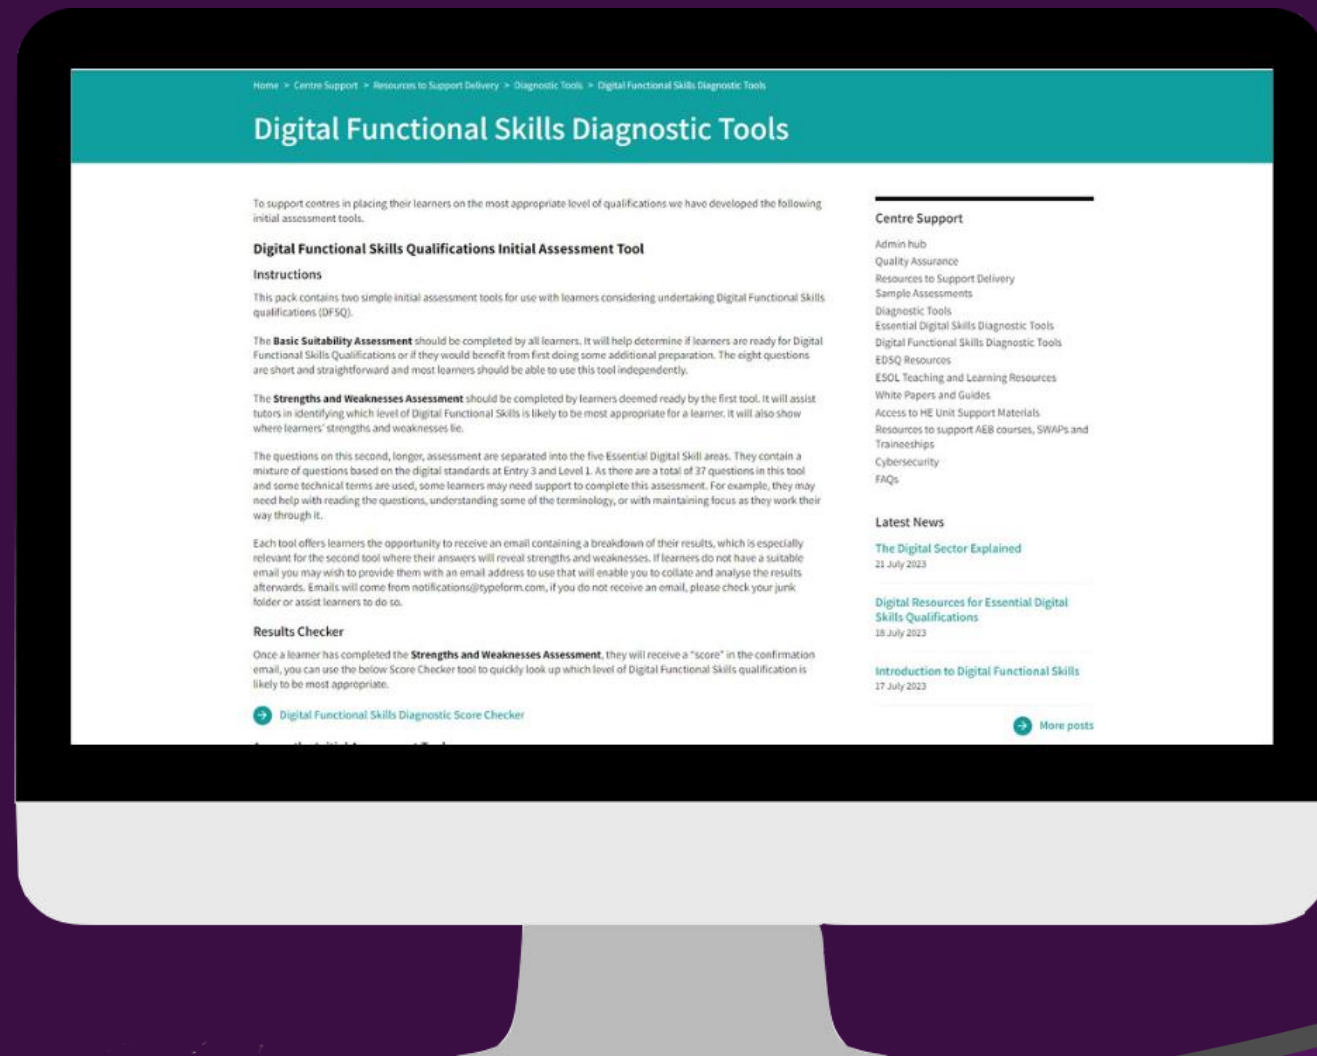 Home > Centre Support > Resources to Support Delivery > Diagnostic Tools > Digital Functional Skills Diagnostic Tools
Digital Functional Skills Diagnostic Tools
To support centres in placing their learners on the most appropriate level of qualifications we have developed the following
initial assessment tools.
Digital Functional Skills Qualifications Initial Assessment Tool
Instructions
This pack contains two simple initial assessment tools for use with learners considering undertaking Digital Functional Skills
qualifications (DFSQ).
The Basic Suitability Assessment should be completed by all learners. It will help determine if learners are ready for Digital
Functional Skills Qualifications or if they would benefit from first doing some additional preparation. The eight questions
are short and straightforward and most learners should be able to use this tool independently.
The Strengths and Weaknesses Assessment should be completed by learners deemed ready by the first tool. It will assist
tutors in identifying which level of Digital Functional Skills is likely to be most appropriate for a learner. It will also show
where learners' strengths and weaknesses lie.
The questions on this second, longer, assessment are separated into the five Essential Digital Skill areas. They contain a
mixture of questions based on the digital standards at Entry 3 and Level 1. As there are a total of 37 questions in this tool
and some technical terms are used, some learners may need support to complete this assessment. For example, they may
need help with reading the questions, understanding some of the terminology, or with maintaining focus as they work their
way through it.
Each tool offers learners the opportunity to receive an email containing a breakdown of their results, which is especially
relevant for the second tool where their answers will reveal strengths and weaknesses. If learners do not have a suitable
email you may wish to provide them with an email address to use that will enable you to collate and analyse the results
afterwards. Emails will come from notifications@typeform.com, if you do not receive an email, please check your junk
folder or assist learners to do so.
Results Checker
Once a learner has completed the Strengths and Weaknesses Assessment, they will receive a "score" in the confirmation
email, you can use the below Score Checker tool to quickly look up which level of Digital Functional Skills qualification is
likely to be most appropriate.
Digital Functional Skills Diagnostic Score Checker
Centre Support
Admin hub
Quality Assurance
Resources to Support Delivery
Sample Assessments
Diagnostic Tools
Essential Digital Skills Diagnostic Tools
Digital Functional Skills Diagnostic Tools
EDSQ Resources
ESOL Teaching and Learning Resources
White Papers and Guides
Access to HE Unit Support Materials
Resources to support AEB courses, SWAPs and
Traineeships
Cybersecurity
FAQs
Latest News
The Digital Sector Explained
21 July 2023
Digital Resources for Essential Digital
Skills Qualifications
18 July 2023
Introduction to Digital Functional Skills
17 July 2023
More posts